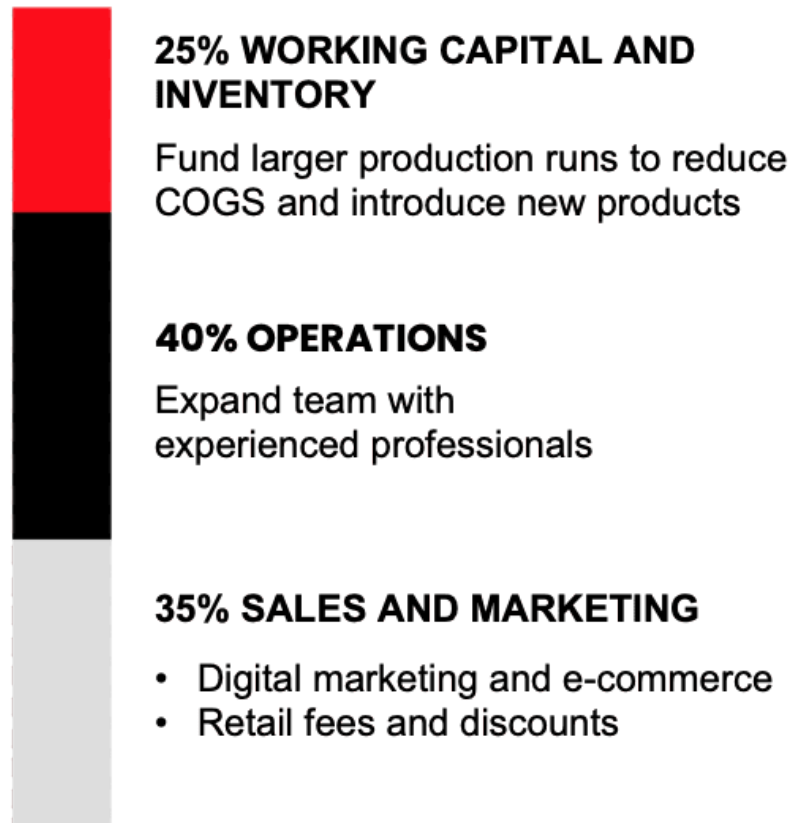 25% WORKING CAPITAL AND
INVENTORY
Fund larger production runs to reduce
COGS and introduce new products
40% OPERATIONS
Expand team with
experienced professionals
35% SALES AND MARKETING
• Digital marketing and e-commerce
• Retail fees and discounts